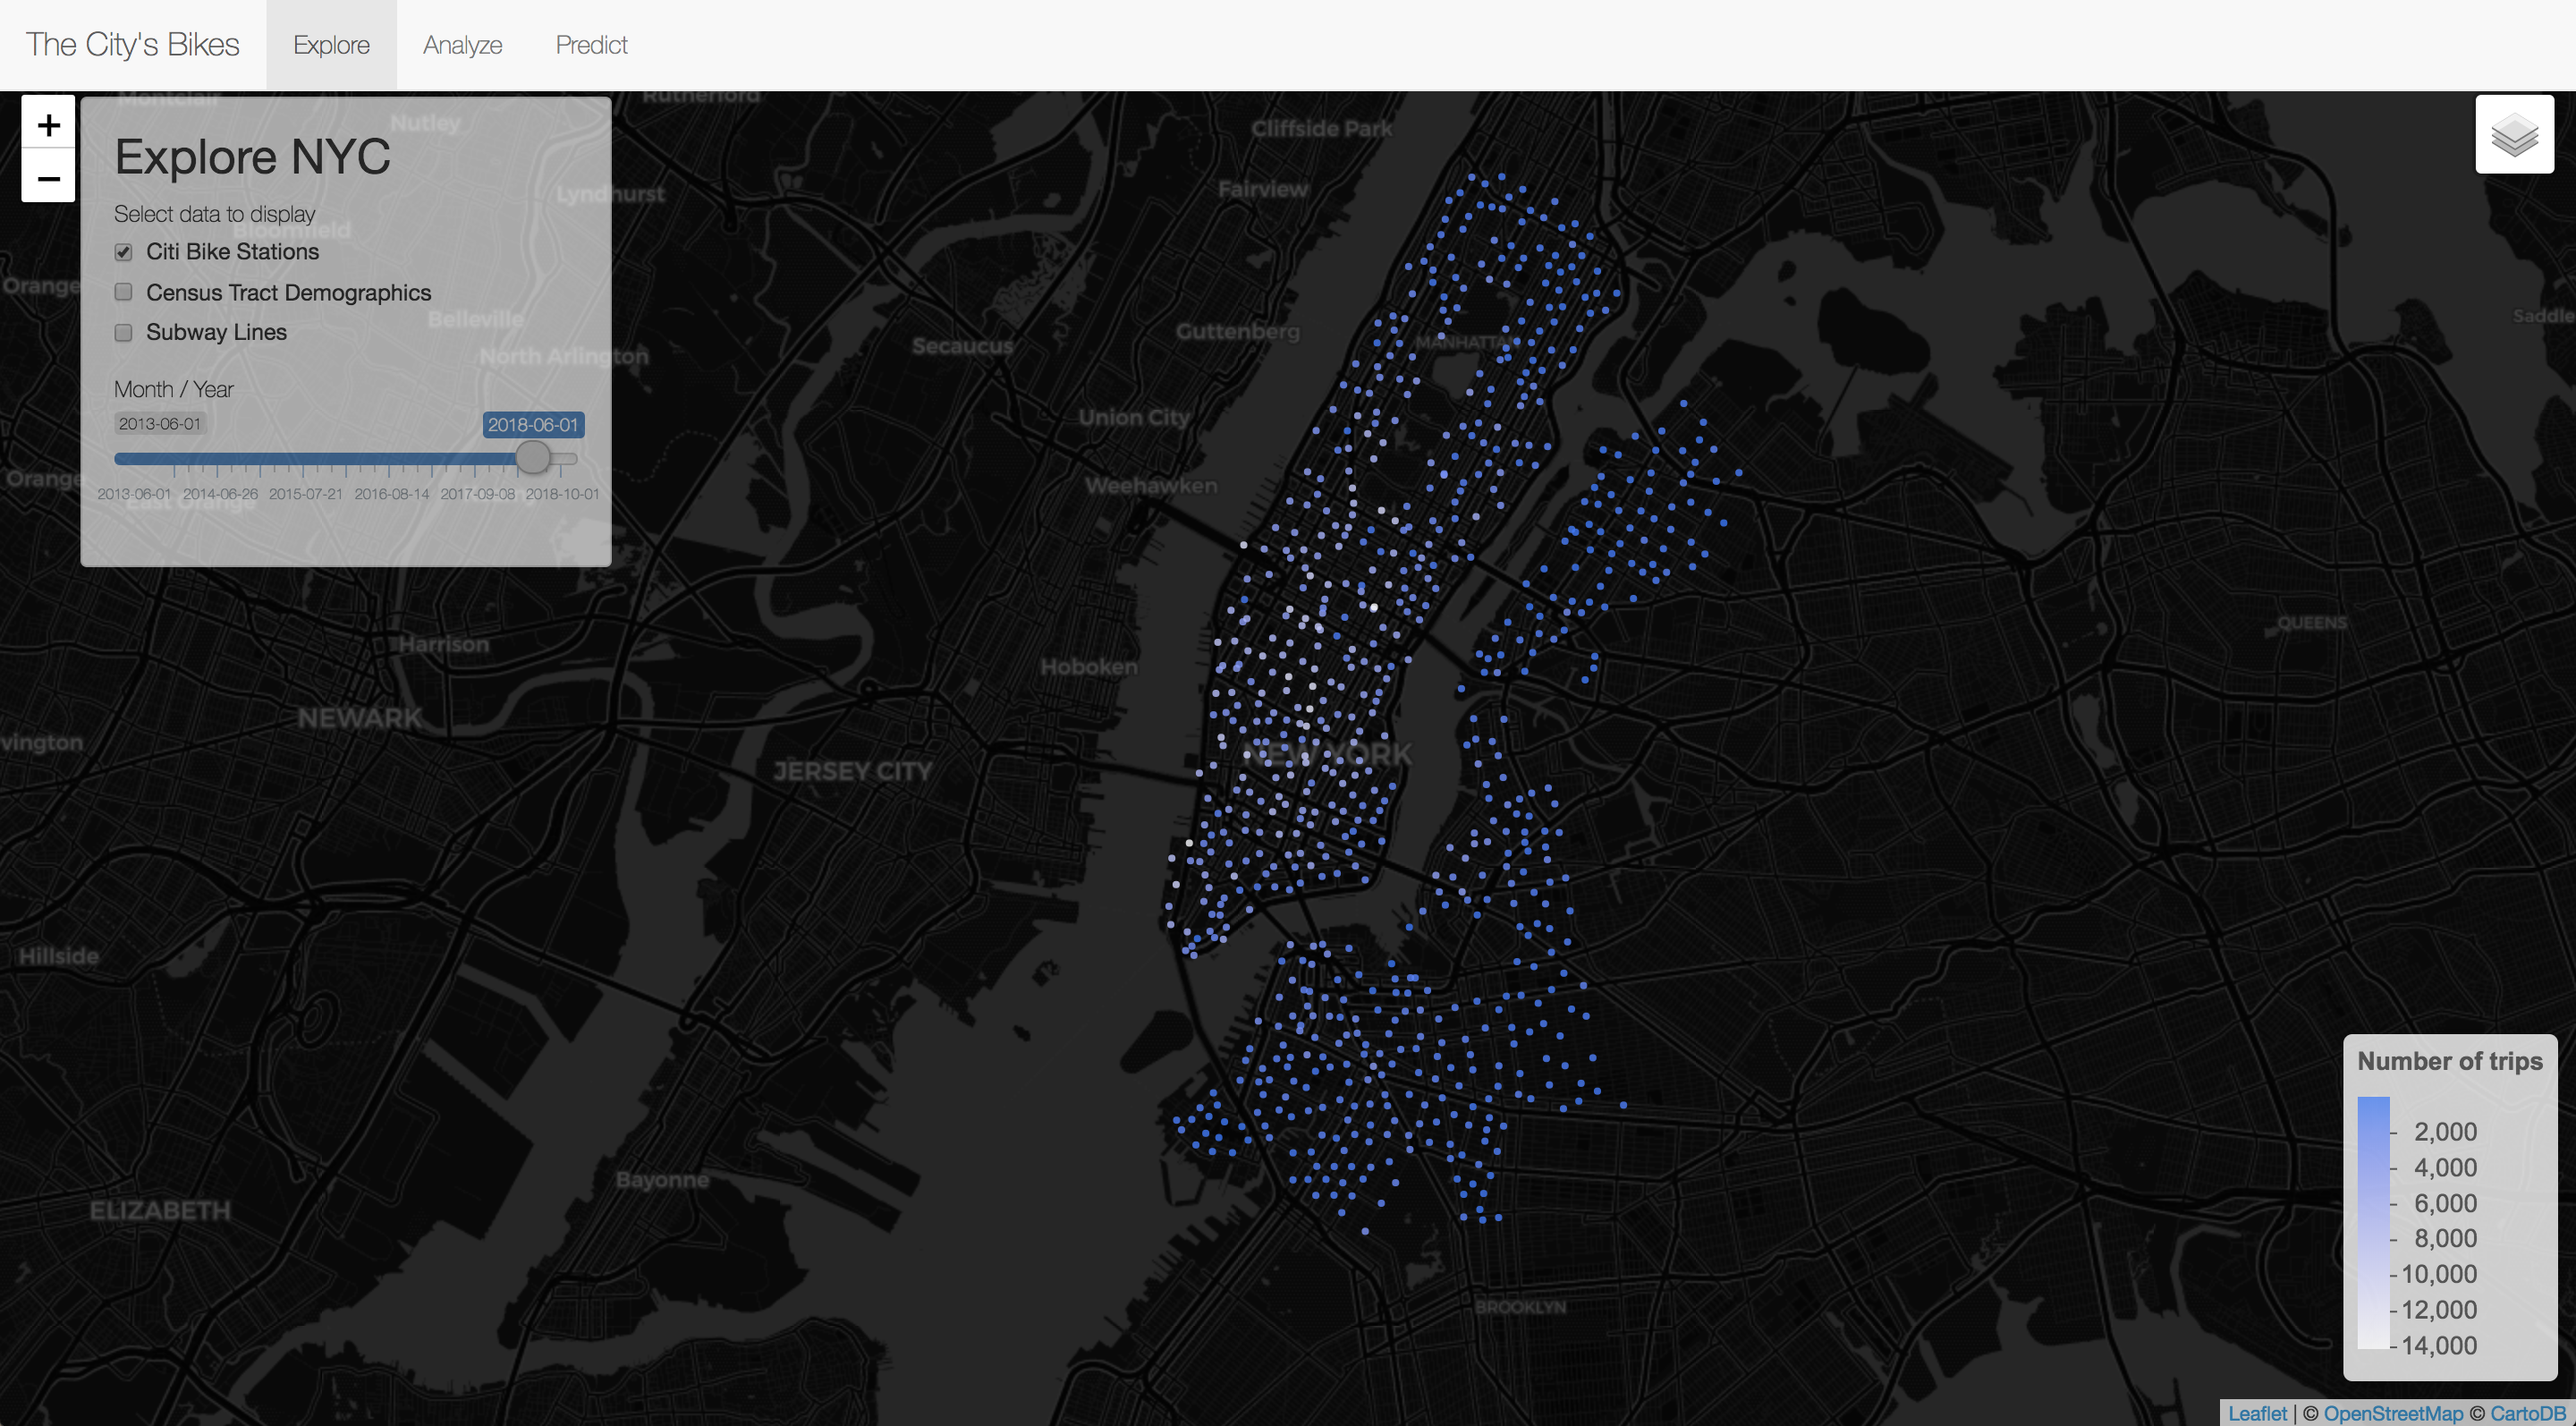 The City's Bikes Explore Analyze Predict
Montclair
Rutherford
Nutley
Cliffside Park
Explore NYC
Lyndhurst
Fairview
Select data to display
Bloomfield
Citi Bike Stations
Orange
Census Tract Demographics
Belleville
Saddle
Subway Lines
Guttenberg
Secaucus
MANHATTA
North Arlington
Month / Year
2013-06-01 2018-06-01
Union City
Orange
Weehawken
2013-06-01 2014-06-26 2015-07-21 2016-08-14 2017-09-08 2018-10-01
East Orange
QUEENS
Harrison
Hoboken
NEWARK
vington
NEW YORK
JERSEY CITY
Hillside
Number of trips
2,000
4,000
6,000
8,000
10,000
12,000
14,000
Bayonne
ELIZABETH
BROOKLYN
Leaflet | © OpenStreetMap © CartoDB